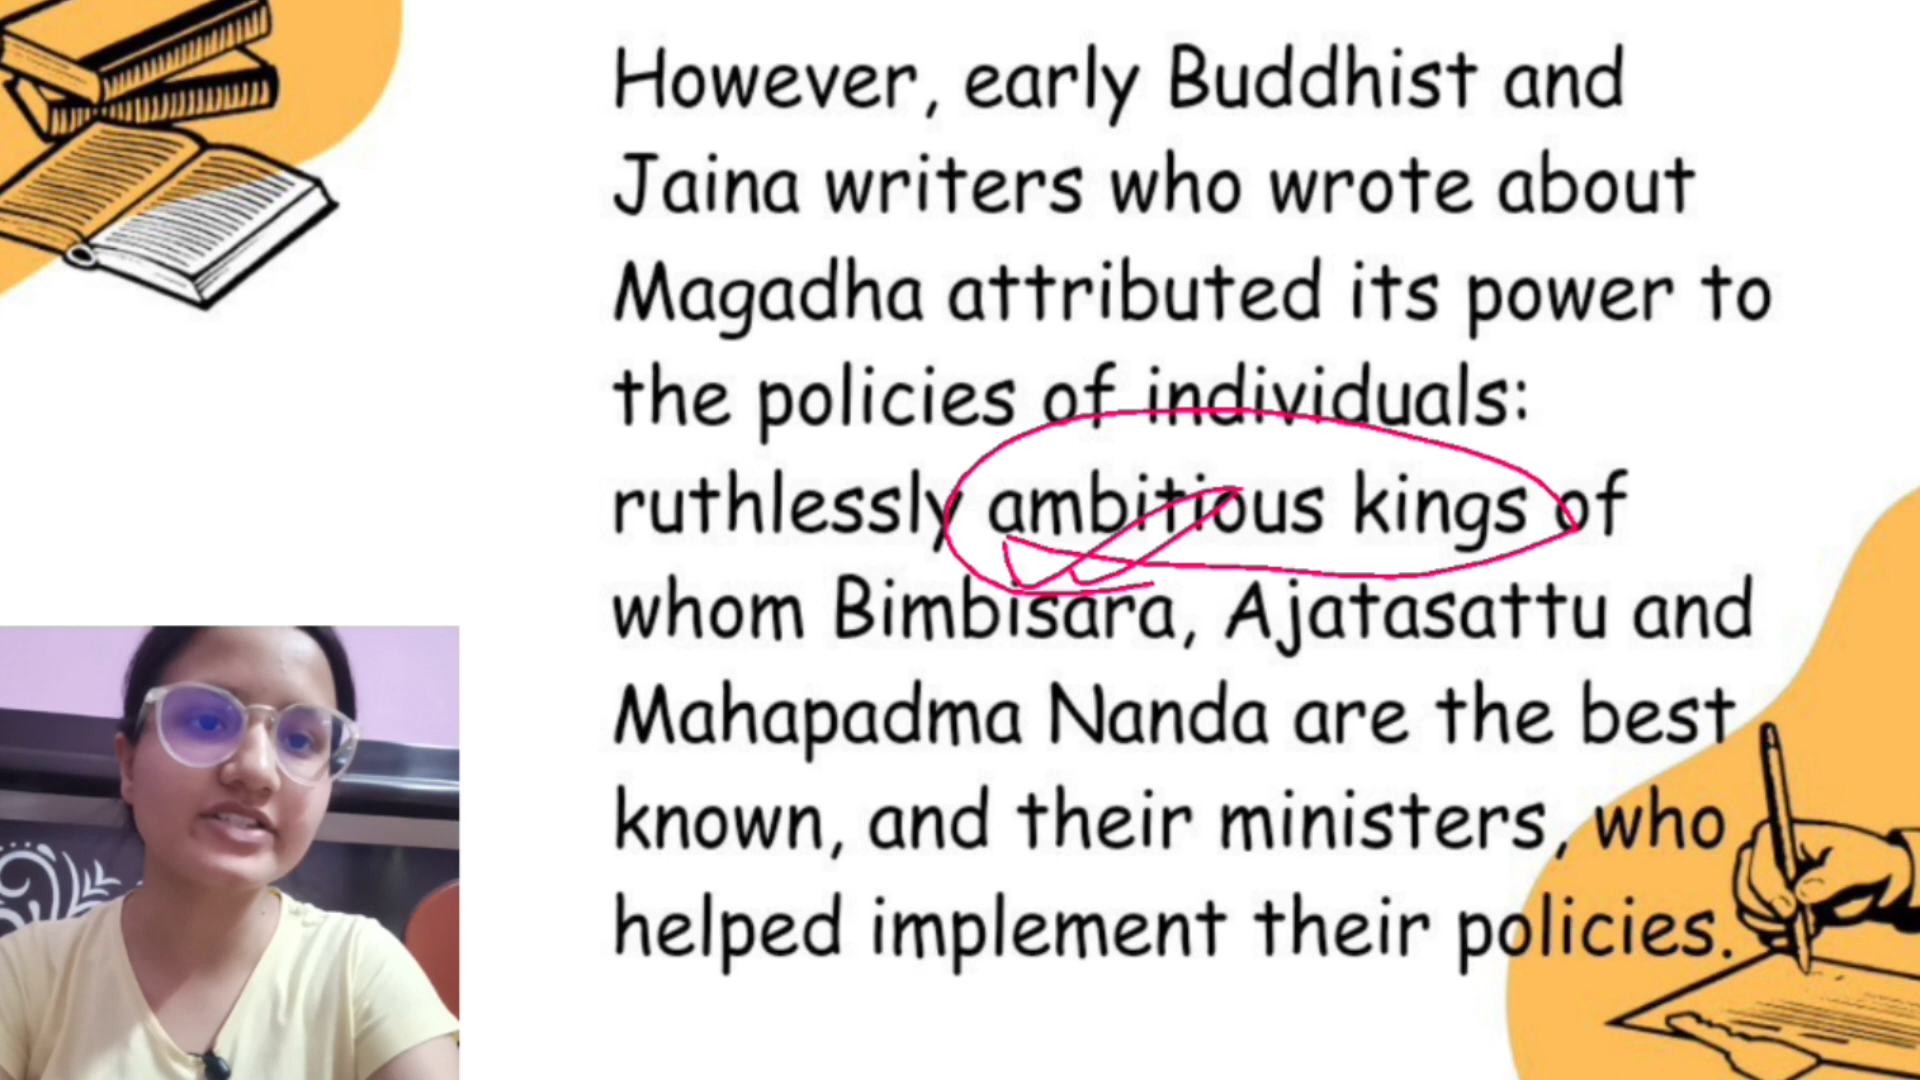 However, early Buddhist and
Jaina writers who wrote about
Magadha attributed its power to
the policies of individuals:
ruthlessly ambitious kings of
whom Bimbisara, Ajatasattu and
Mahapadma Nanda are the best
known, and their ministers, who
helped implement their policies.